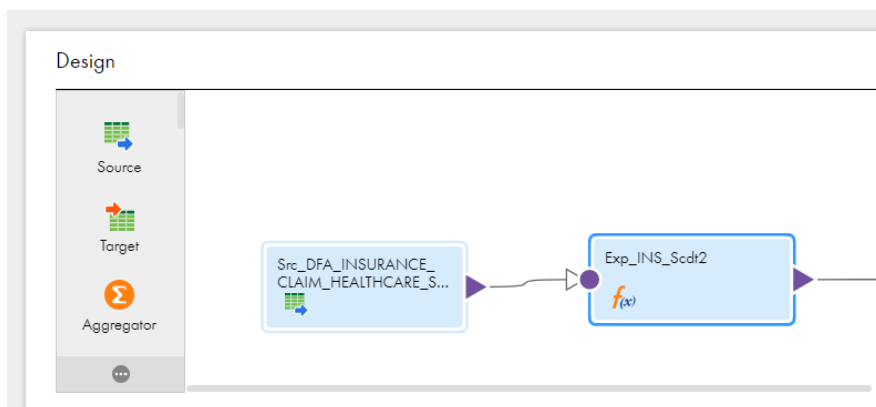 Design
Source
Target
Aggregator
Src_DFA_INSURANCE_
CLAIM_HEALTHCARE_S...
Exp_INS_Scdt2
f(x)